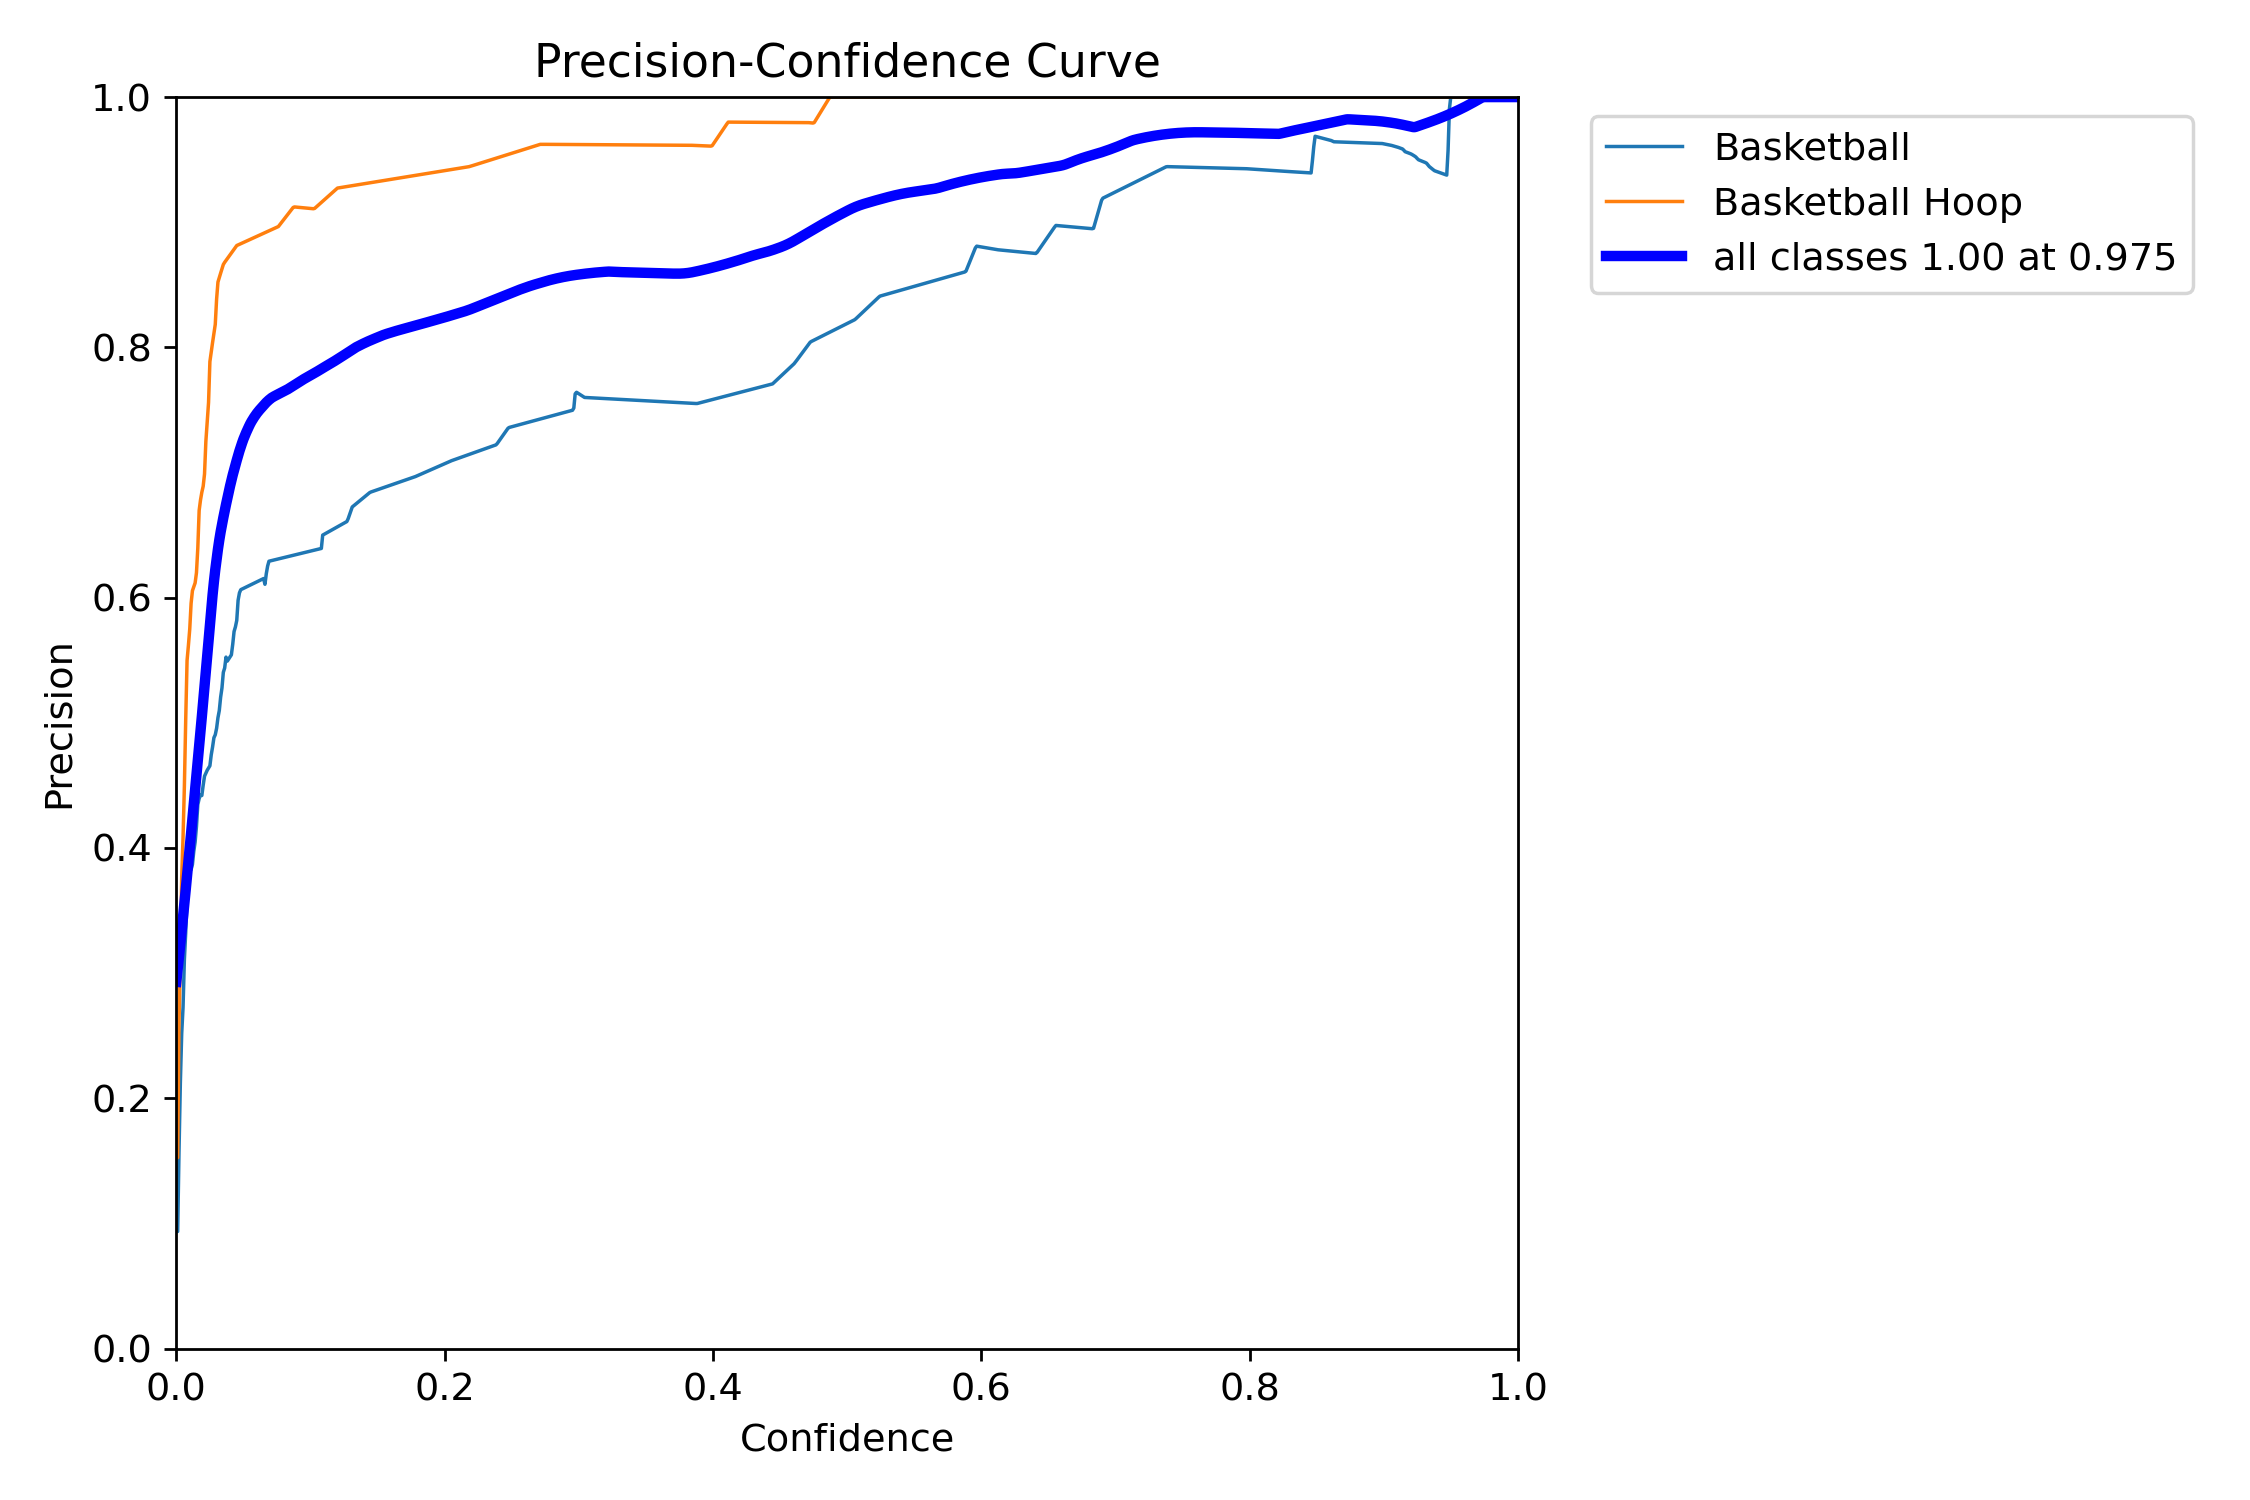 Precision-Confidence Curve
1.0
0.8
0.6
0.4
0.2
0.0
Precision
0.0 0.2 0.4 0.6 0.8 1.0
Confidence
Basketball
Basketball Hoop
all classes 1.00 at 0.975